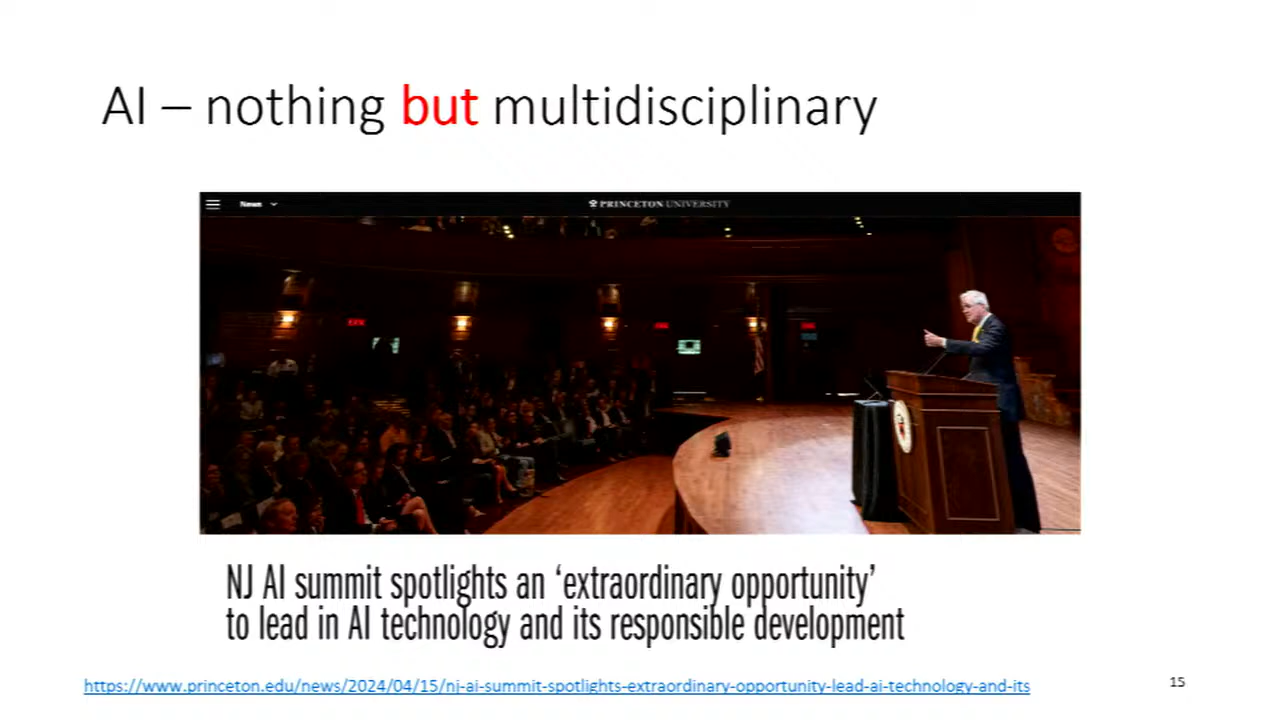 AI – nothing but multidisciplinary
News
PRINCETON UNIVERSITY
EXIT
NJ AI summit spotlights an ‘extraordinary opportunity’
to lead in AI technology and its responsible development
https://www.princeton.edu/news/2024/04/15/nj-ai-summit-spotlights-extraordinary-opportunity-lead-ai-technology-and-its
15